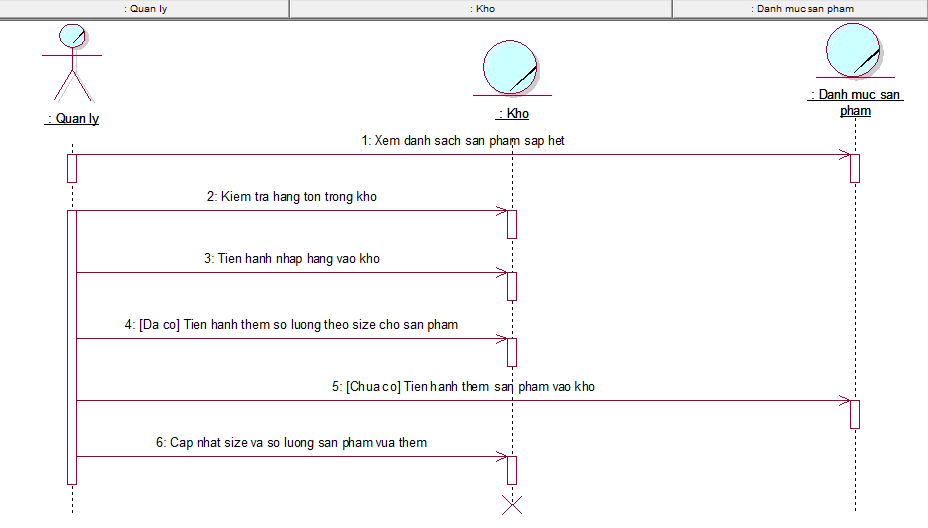 : Quan ly
: Kho
: Danh muc san pham
: Quan ly
: Kho
: Danh muc san
pham
1: Xem danh sach san pham sap het
2: Kiem tra hang ton trong kho
3: Tien hanh nhap hang vao kho
4: [Da co] Tien hanh them so luong theo size cho san pham
5: [Chua co] Tien hanh them san pham vao kho
6: Cap nhat size va so luong san pham vua them